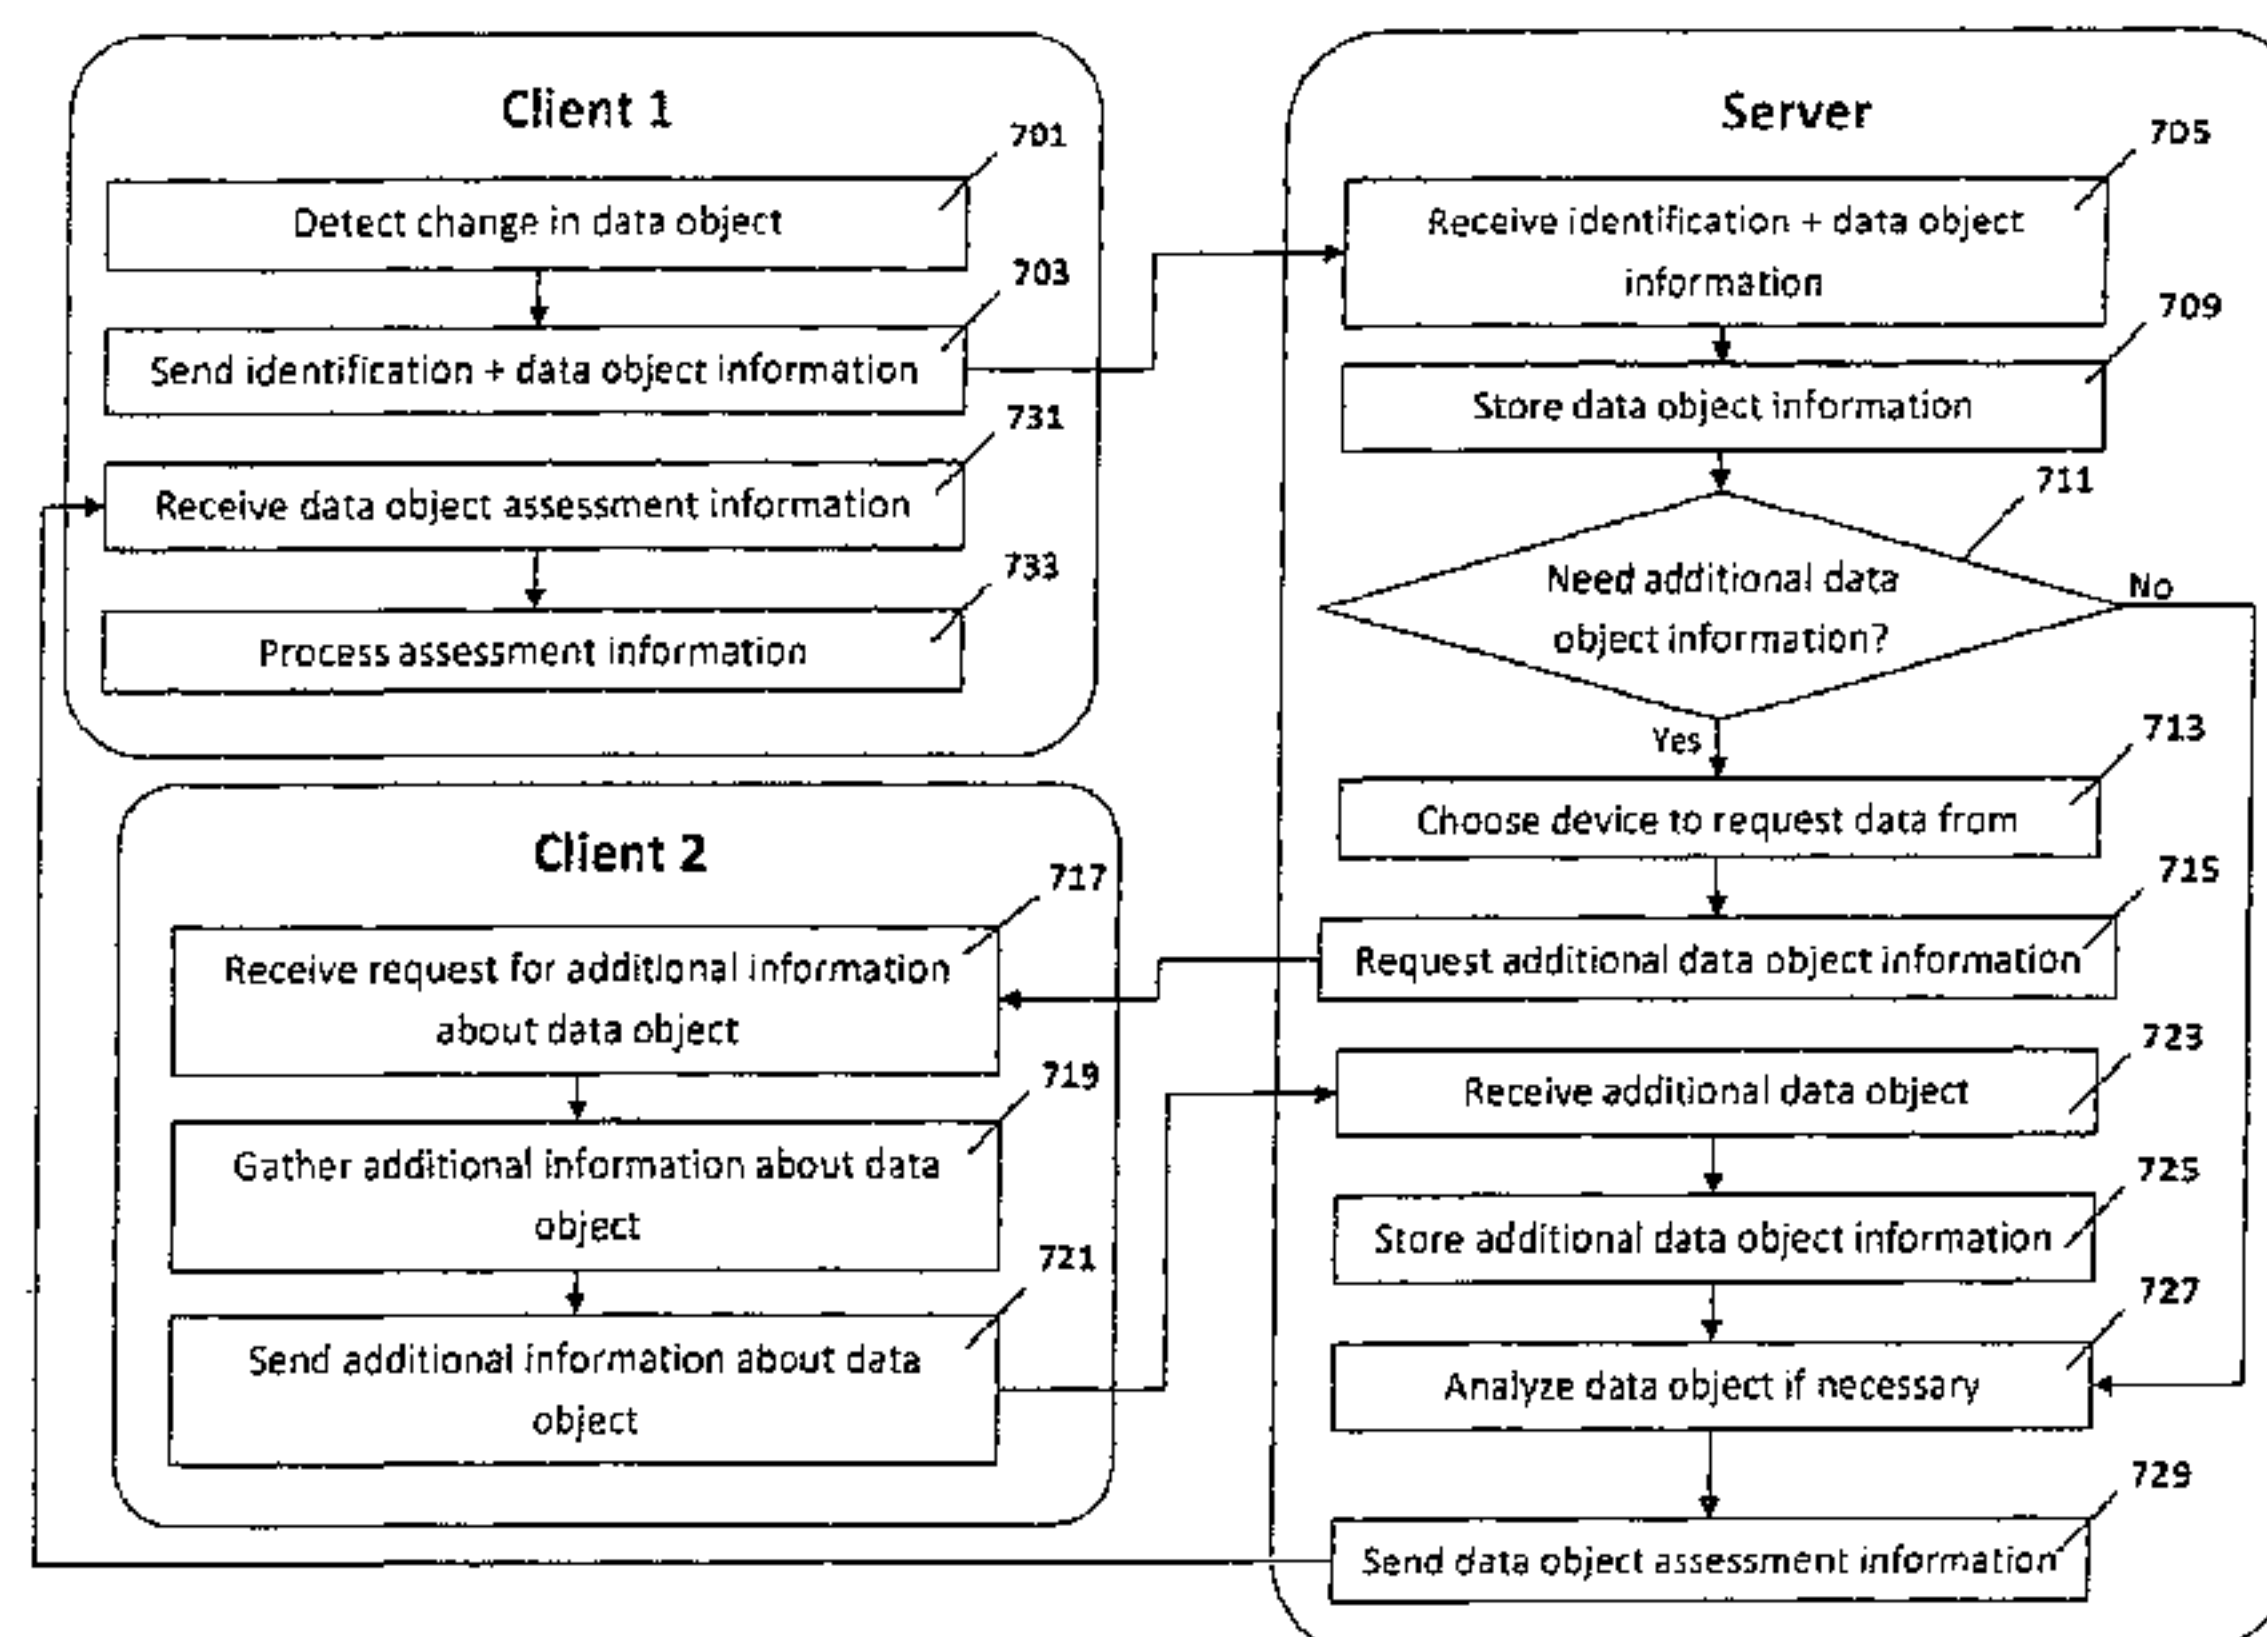 Client 1
701
Detect change in data object
703
Send identification + data object information
731
Receive data object assessment information
733
Process assessment information
Client 2
717
Receive request for additional information
about data object
719
Gather additional information about data
object
721
Send additional information about data
object
Server
705
Receive identification + data object
information
709
Store data object information
711
Need additional data
object information?
No
Yes
713
Choose device to request data from
715
Request additional data object information
723
Receive additional data object
725
Store additional data object information
727
Analyze data object if necessary
729
Send data object assessment information